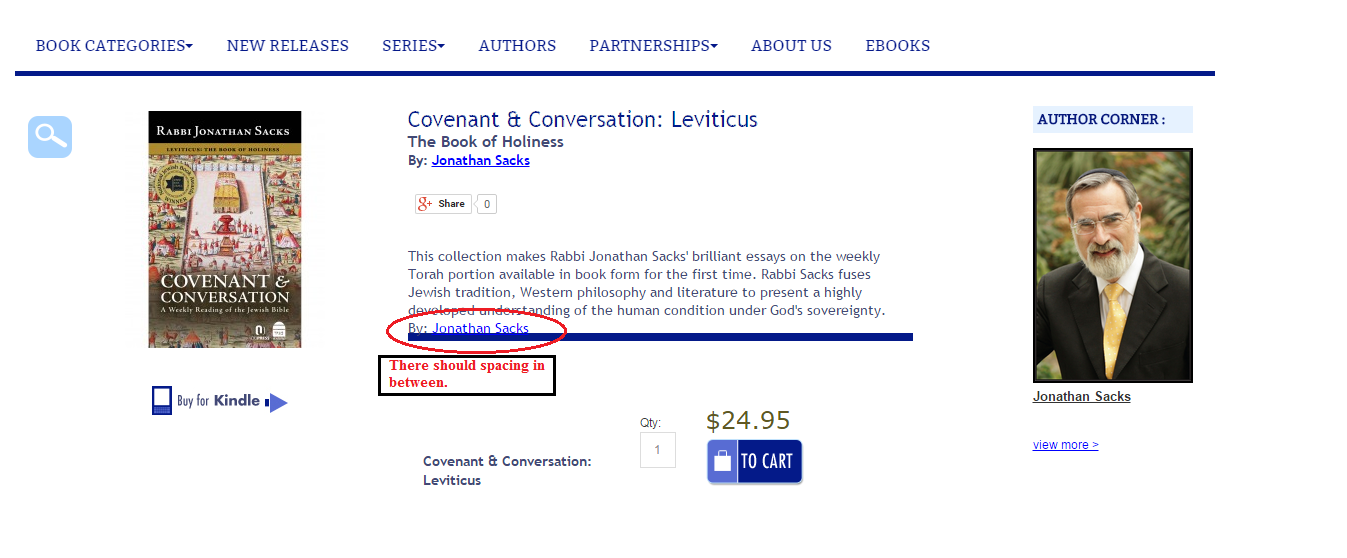 BOOK CATEGORIES NEW RELEASES SERIES AUTHORS PARTNERSHIPS ABOUT US EBOOKS
RABBI JONATHAN SACKS
LEVITICUS: THE BOOK OF HOLINESS
WINNER
COVENANT &
CONVERSATION
A Weekly Reading of the Jewish Bible
Buy for Kindle
Covenant & Conversation: Leviticus
The Book of Holiness
By: Jonathan Sacks
g+ Share 0
This collection makes Rabbi Jonathan Sacks' brilliant essays on the weekly
Torah portion available in book form for the first time. Rabbi Sacks fuses
Jewish tradition, Western philosophy and literature to present a highly
developed understanding of the human condition under God's sovereignty.
By: Jonathan Sacks
There should spacing in
between.
Qty:
1
$24.95
TO CART
Covenant & Conversation:
Leviticus
AUTHOR CORNER :
Jonathan Sacks
view more >